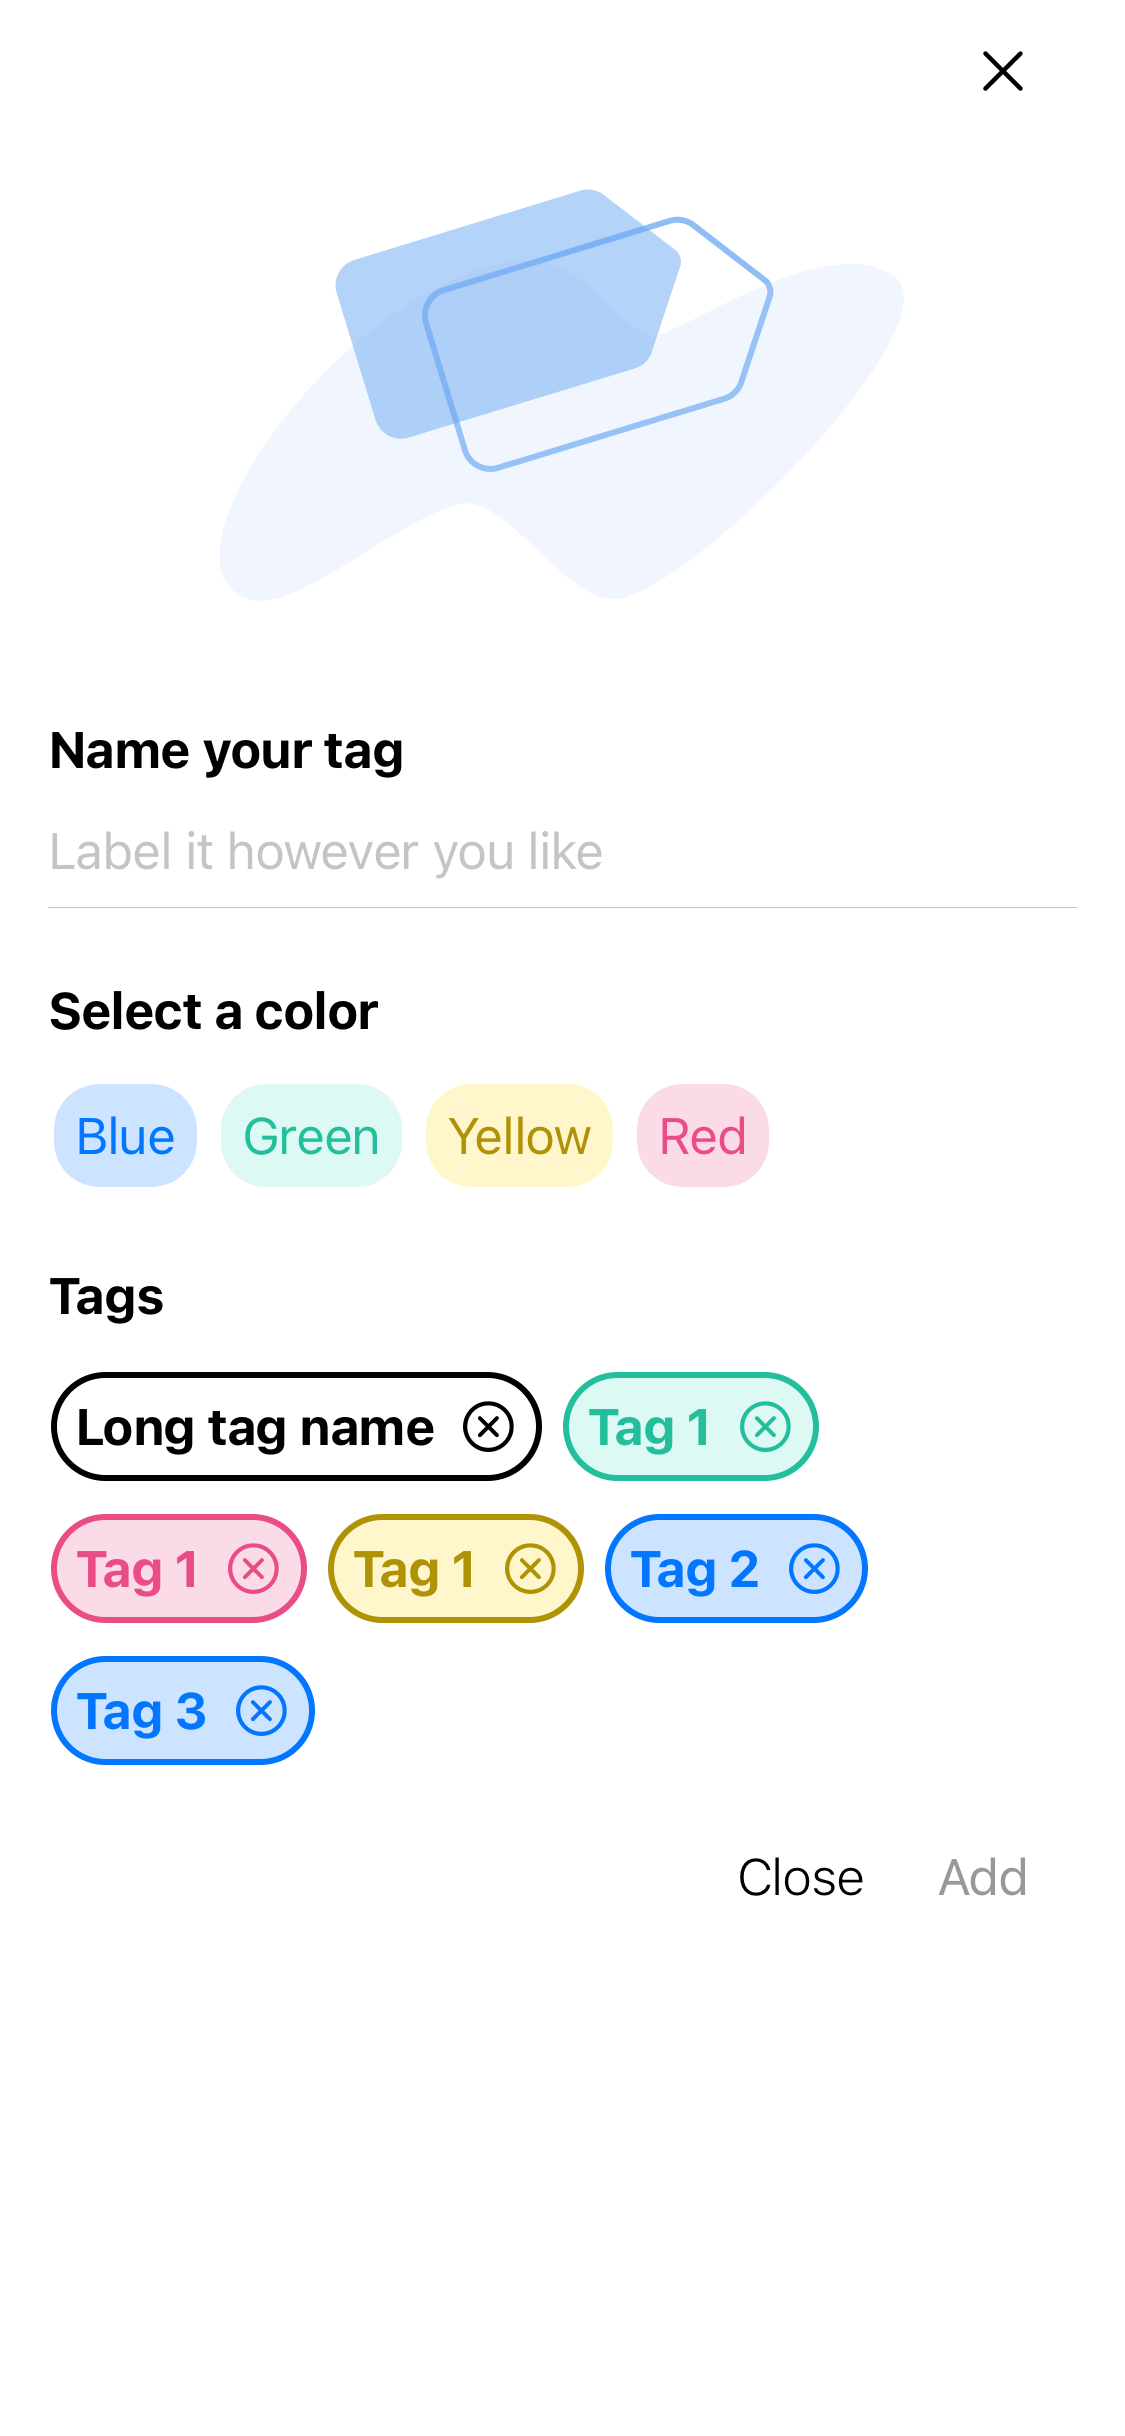 Name your tag
Label it however you like
Select a color
Blue Green Yellow Red
Tags
Long tag name Tag 1
Tag 1 Tag 1 Tag 2
Tag 3
Close Add